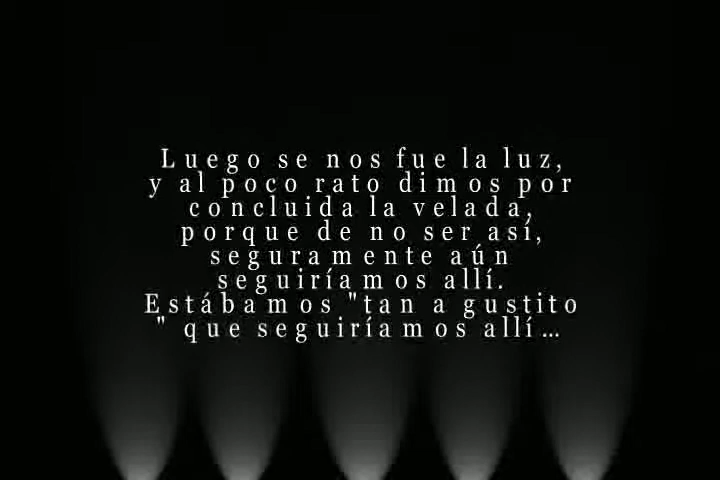 Luego se nos fue la luz,
y al poco rato dimos por
concluida la velada,
porque de no ser así,
seguramente aún
seguiríamos allí.
Estábamos "tan a gustito
" que seguiríamos allí...